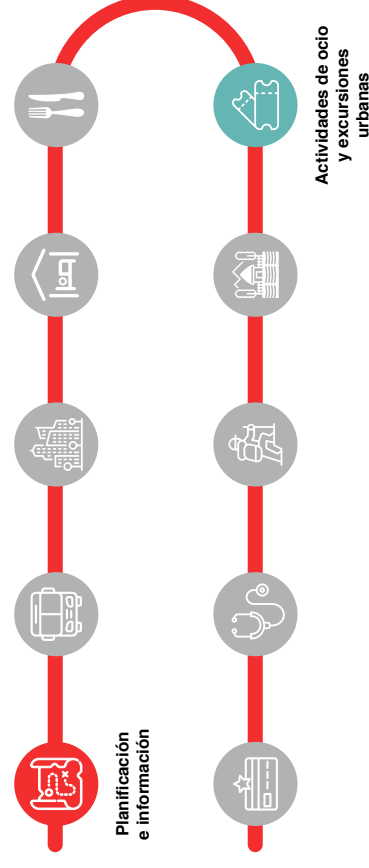 Planificación
e información
Actividades de ocio
y excursiones
urbanas